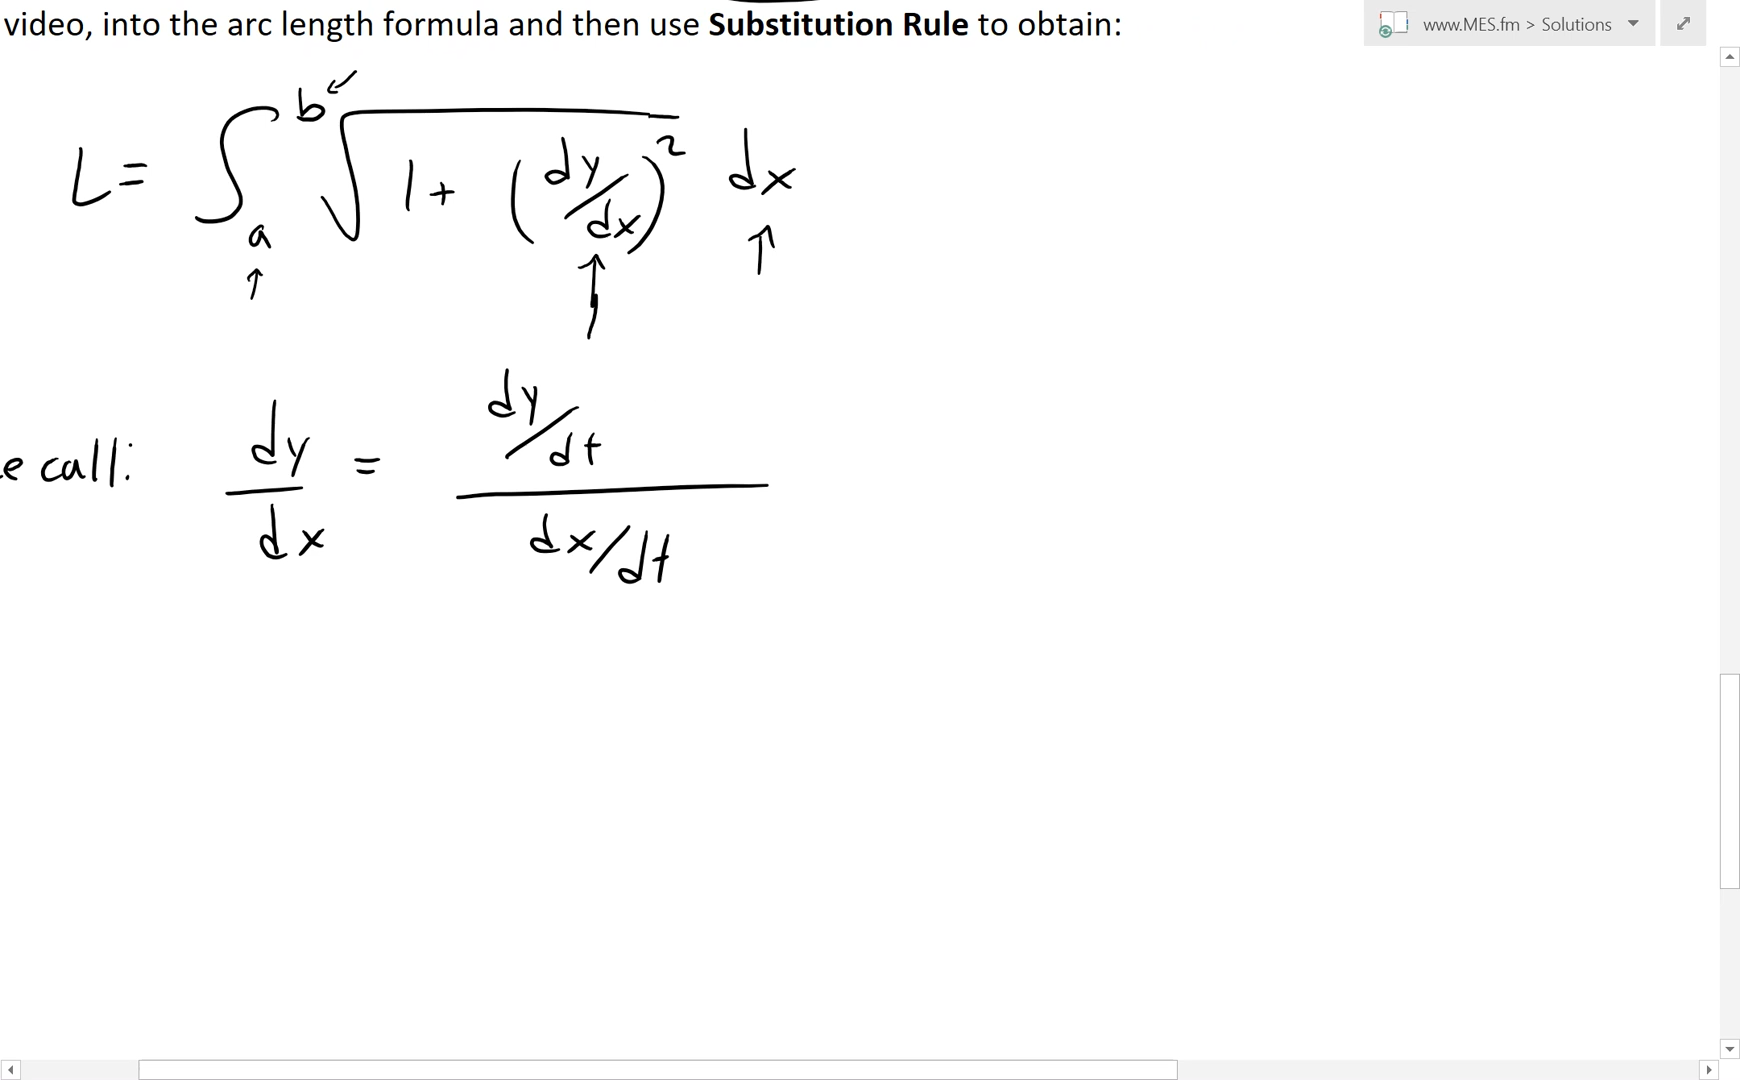 video, into the arc length formula and then use Substitution Rule to obtain:
www.MES.fm > Solutions
L = ∫_a^b √(1 + (dy/dx)²) dx
e call: dy/dx = (dy/dt)/(dx/dt)